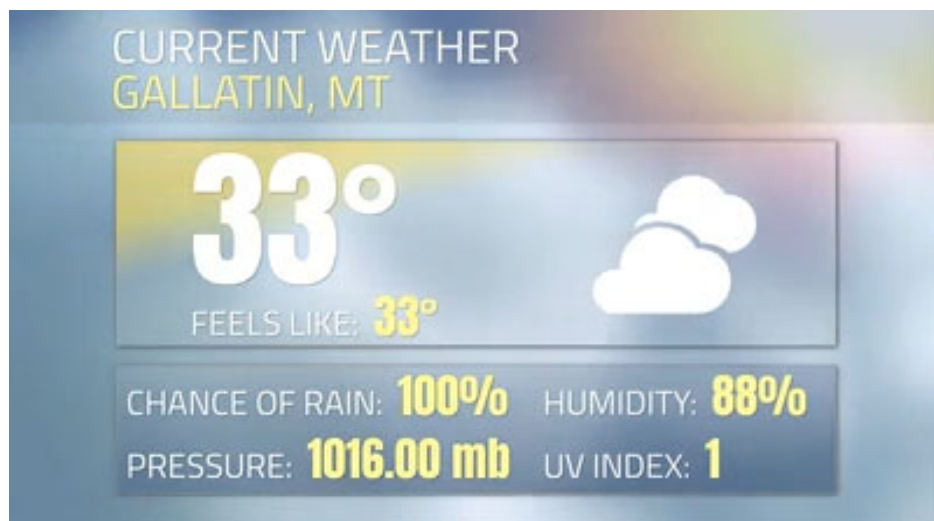 CURRENT WEATHER
GALLATIN, MT
33°
FEELS LIKE: 33°
CHANCE OF RAIN: 100% HUMIDITY: 88%
PRESSURE: 1016.00 mb UV INDEX: 1